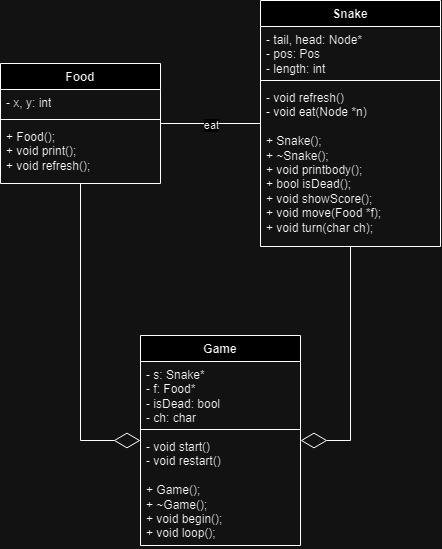 Snake
- tail, head: Node*
- pos: Pos
- length: int
- void refresh()
- void eat(Node *n)
+ Snake();
+ ~Snake();
+ void printbody();
+ bool isDead();
+ void showScore();
+ void move(Food *f);
+ void turn(char ch);
Food
- x, y: int
+ Food();
+ void print();
+ void refresh();
eat
Game
- s: Snake*
- f: Food*
- isDead: bool
- ch: char
- void start()
- void restart()
+ Game();
+ ~Game();
+ void begin();
+ void loop();